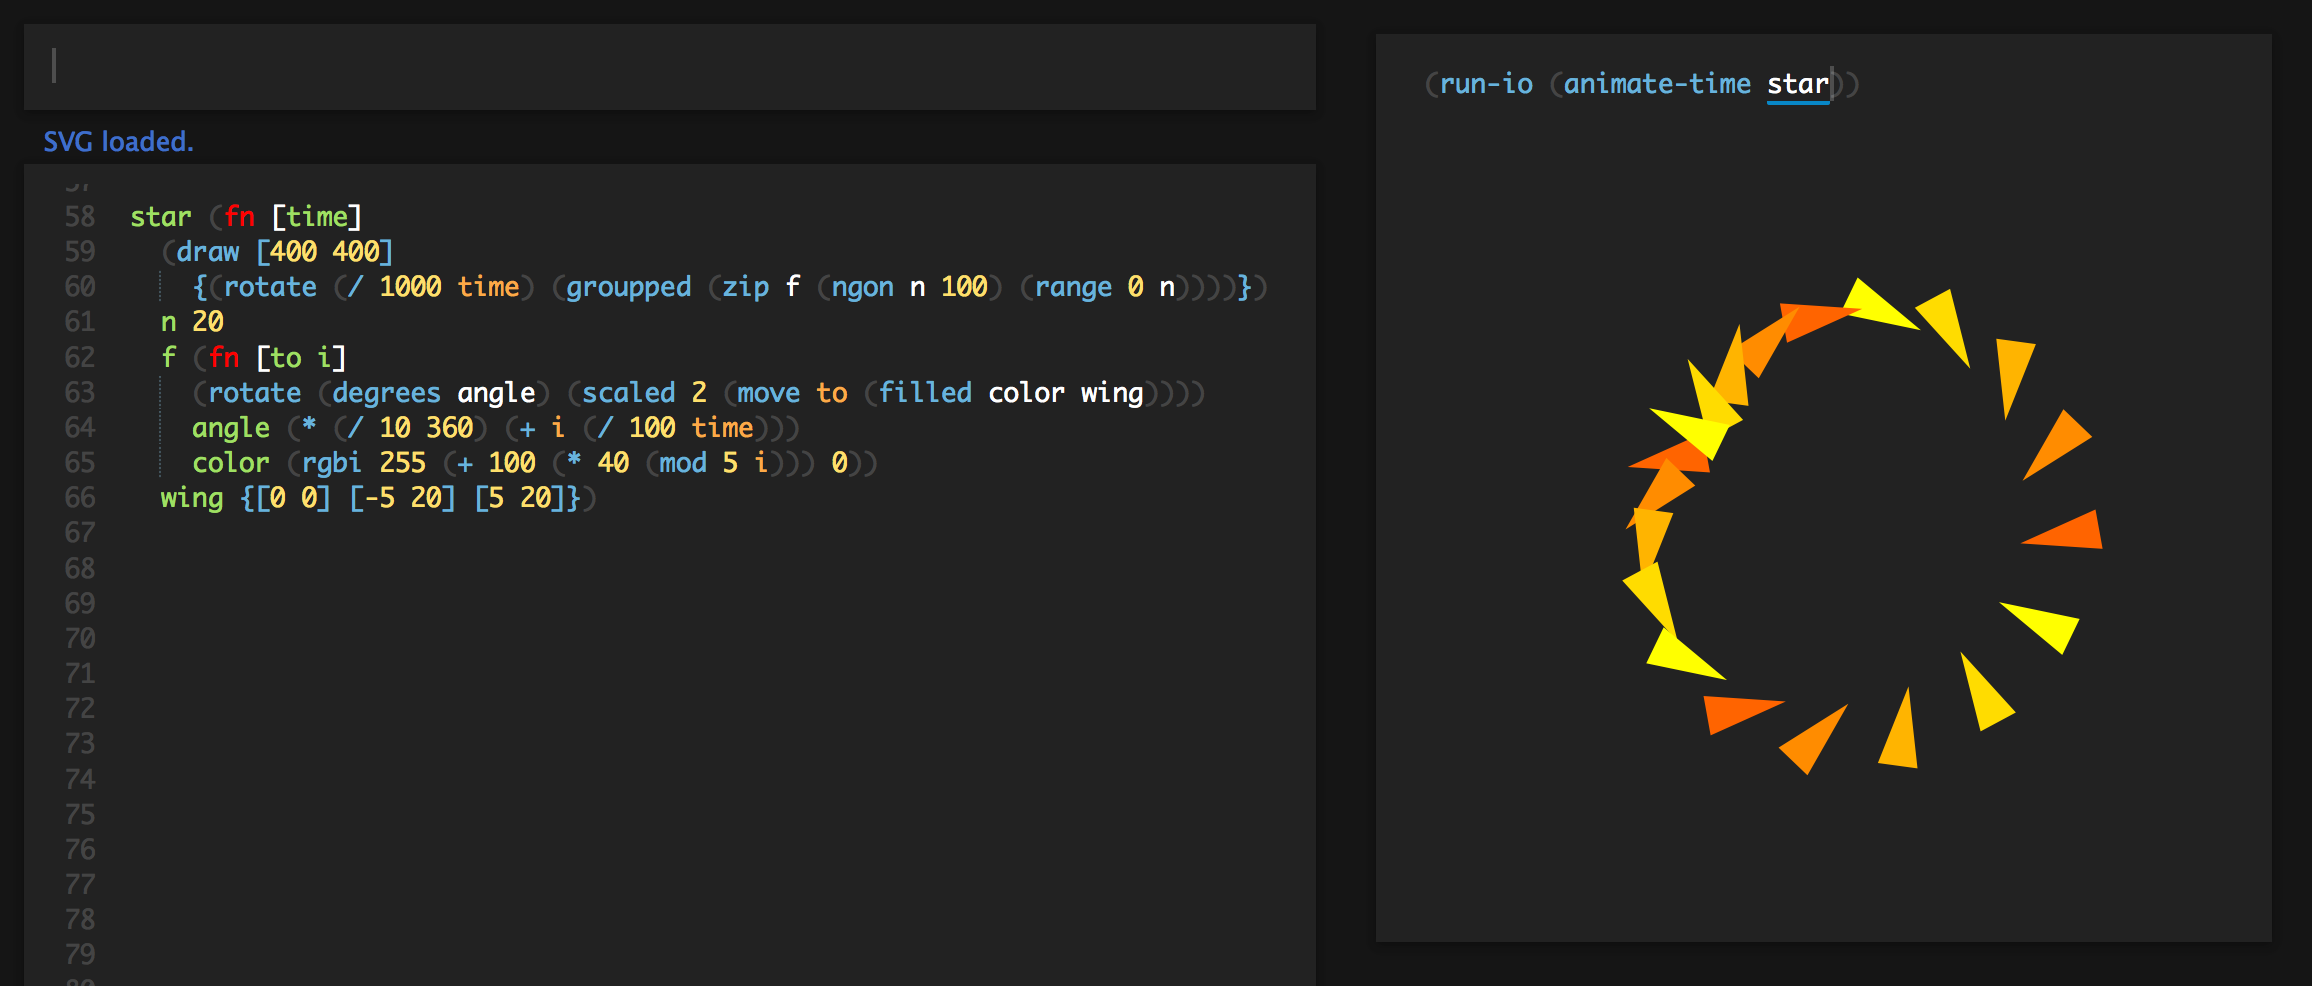 SVG loaded.
58 star (fn [time]
59 (draw [400 400]
60 {(rotate (/ 1000 time) (groupped (zip f (ngon n 100) (range 0 n))))})
61 n 20
62 f (fn [to i]
63 (rotate (degrees angle) (scaled 2 (move to (filled color wing))))
64 angle (* (/ 10 360) (+ i (/ 100 time)))
65 color (rgbi 255 (+ 100 (* 40 (mod 5 i))) 0))
66 wing {[0 0] [-5 20] [5 20]})
67
68
69
70
71
72
73
74
75
76
77
78
79
(run-io (animate-time star))